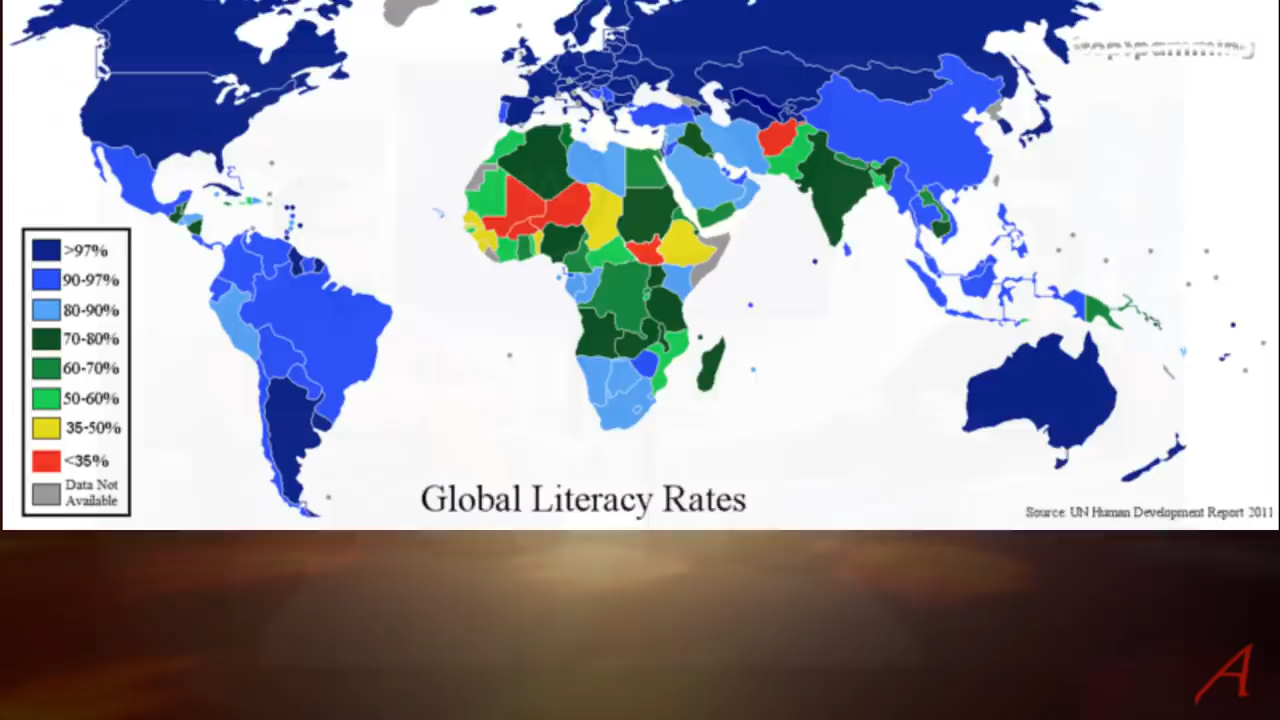 >97%
90-97%
80-90%
70-80%
60-70%
50-60%
35-50%
<35%
Data Not
Available
Global Literacy Rates
Source: UN Human Development Report 2011
A